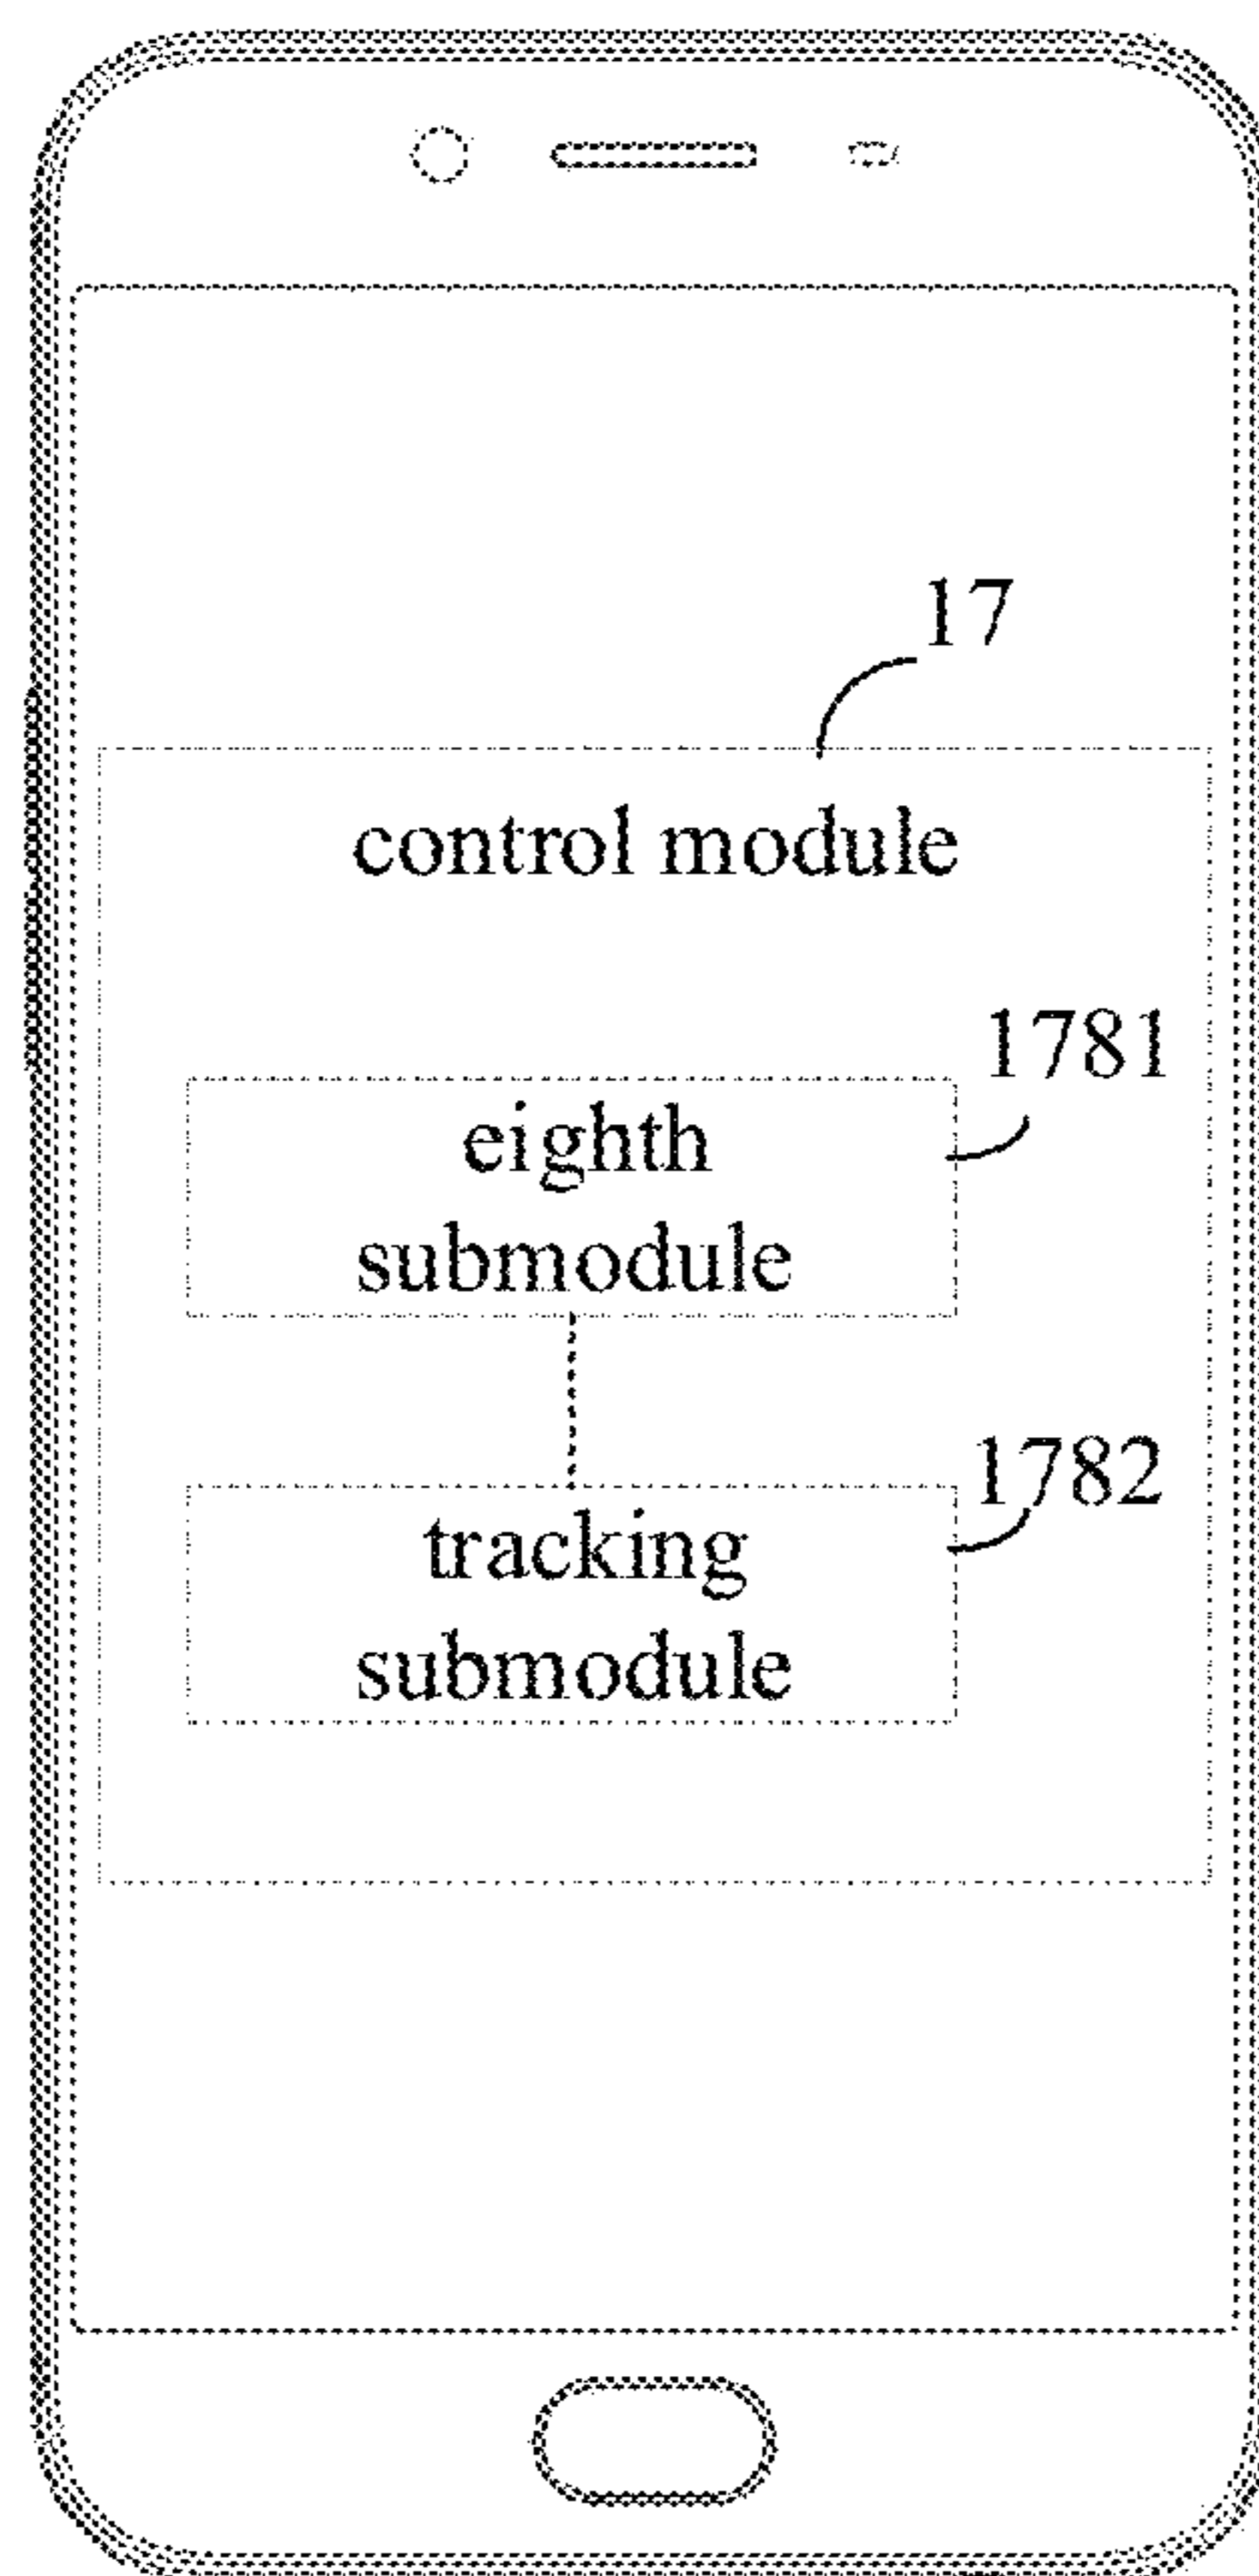 17
control module
1781
eighth
submodule
1782
tracking
submodule